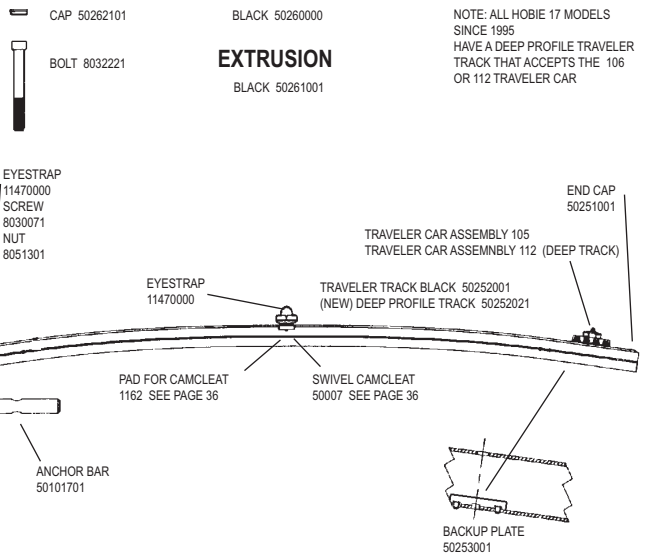 CAP 50262101
BLACK 50260000
NOTE: ALL HOBIE 17 MODELS
SINCE 1995
HAVE A DEEP PROFILE TRAVELER
TRACK THAT ACCEPTS THE 106
OR 112 TRAVELER CAR
BOLT 8032221
EXTRUSION
BLACK 50261001
EYESTRAP
11470000
SCREW
8030071
NUT
8051301
END CAP
50251001
TRAVELER CAR ASSEMBLY 105
TRAVELER CAR ASSEMNBLY 112 (DEEP TRACK)
EYESTRAP
11470000
TRAVELER TRACK BLACK 50252001
(NEW) DEEP PROFILE TRACK 50252021
PAD FOR CAMCLEAT
1162 SEE PAGE 36
SWIVEL CAMCLEAT
50007 SEE PAGE 36
ANCHOR BAR
50101701
BACKUP PLATE
50253001